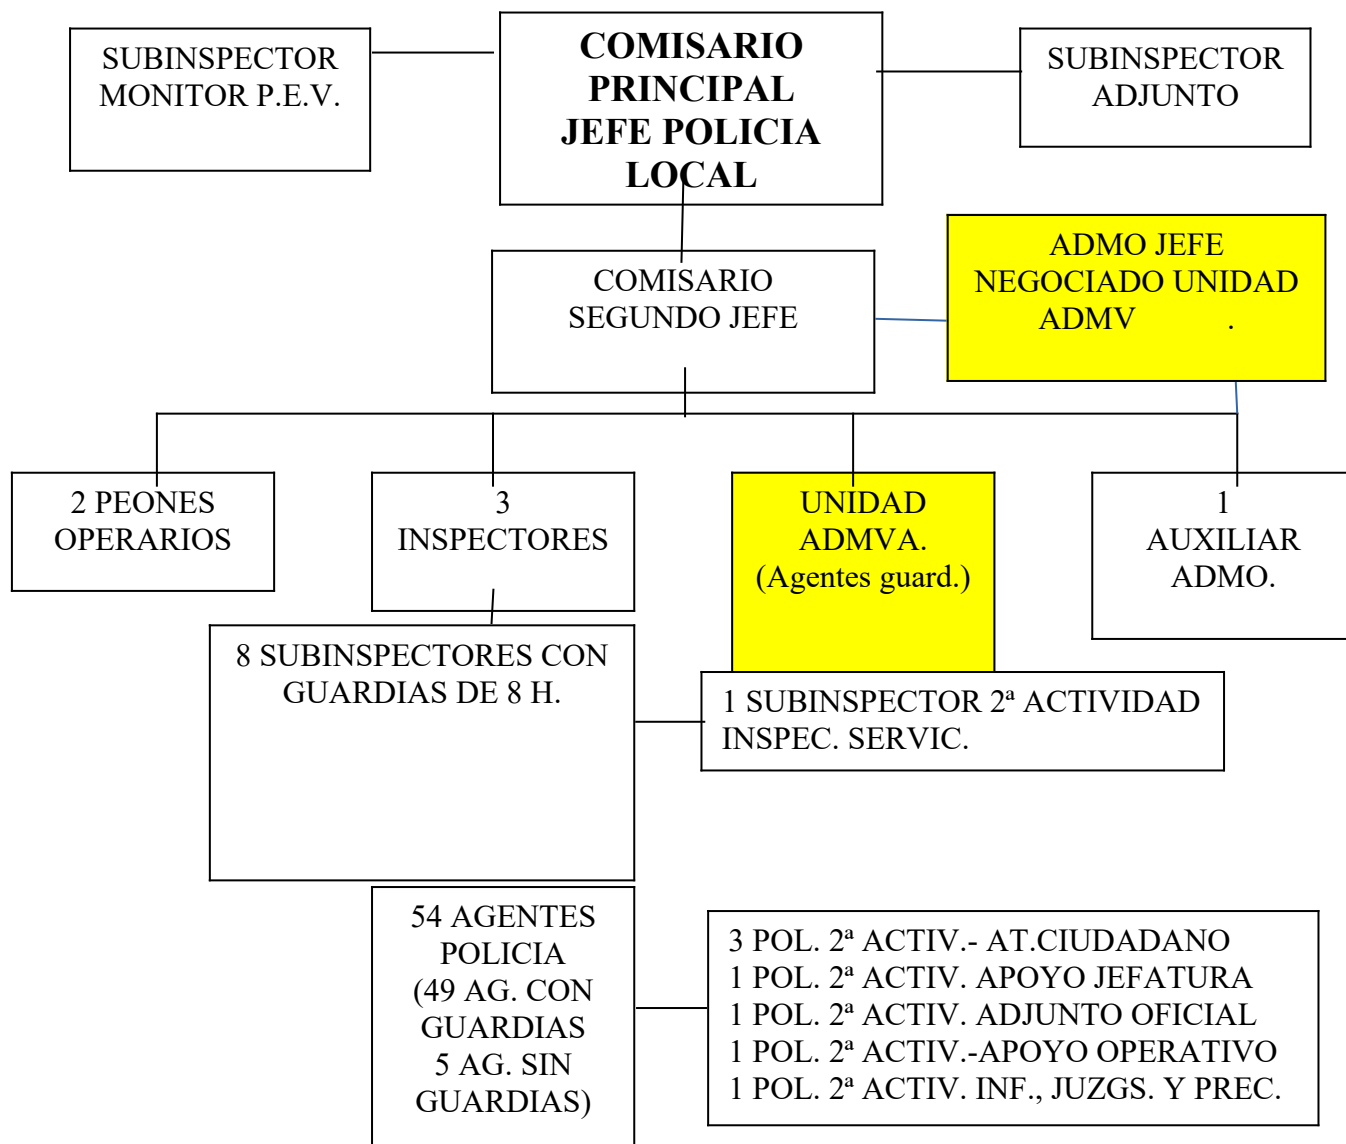 SUBINSPECTOR
MONITOR P.E.V.
COMISARIO
PRINCIPAL
JEFE POLICIA
LOCAL
SUBINSPECTOR
ADJUNTO
COMISARIO
SEGUNDO JEFE
ADMO JEFE
NEGOCIADO UNIDAD
ADMV .
2 PEONES
OPERARIOS
3
INSPECTORES
UNIDAD
ADMVA.
(Agentes guard.)
1
AUXILIAR
ADMO.
8 SUBINSPECTORES CON
GUARDIAS DE 8 H.
1 SUBINSPECTOR 2ª ACTIVIDAD
INSPEC. SERVIC.
54 AGENTES
POLICIA
(49 AG. CON
GUARDIAS
5 AG. SIN
GUARDIAS)
3 POL. 2ª ACTIV.- AT.CIUDADANO
1 POL. 2ª ACTIV. APOYO JEFATURA
1 POL. 2ª ACTIV. ADJUNTO OFICIAL
1 POL. 2ª ACTIV.-APOYO OPERATIVO
1 POL. 2ª ACTIV. INF., JUZGS. Y PREC.